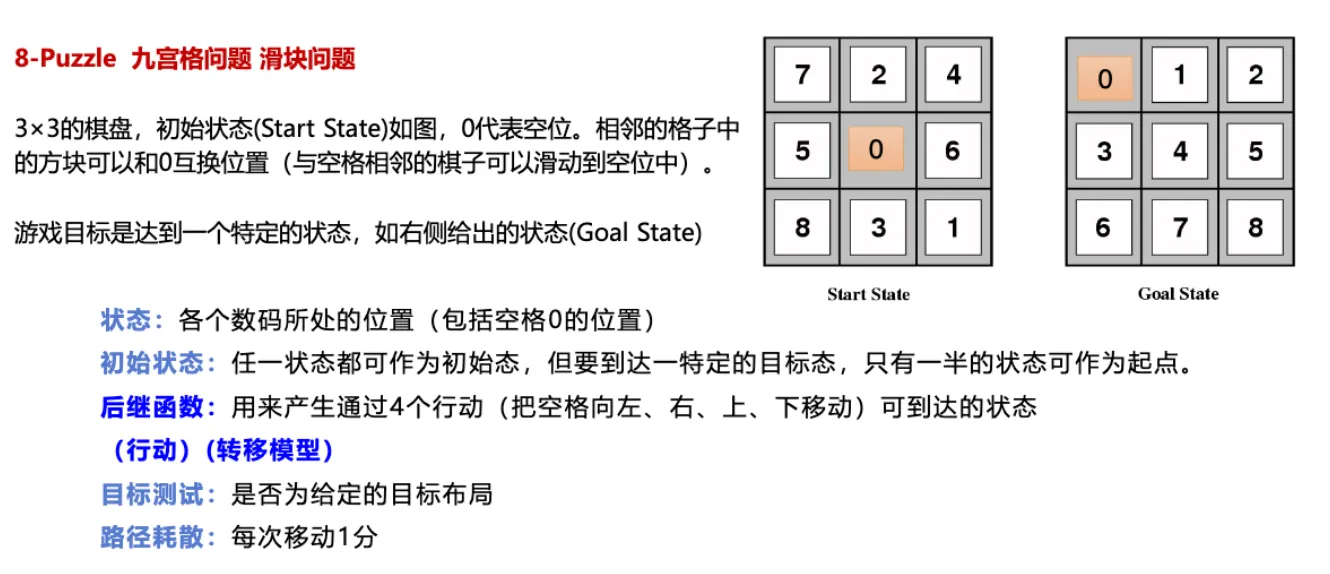 8-Puzzle 九宫格问题 滑块问题
3×3的棋盘，初始状态(Start State)如图，0代表空位。相邻的格子中
的方块可以和0互换位置（与空格相邻的棋子可以滑动到空位中）。
游戏目标是达到一个特定的状态，如右侧给出的状态(Goal State)
7 2 4
5 0 6
8 3 1
Start State
0 1 2
3 4 5
6 7 8
Goal State
状态：各个数码所处的位置（包括空格0的位置）
初始状态：任一状态都可作为初始态，但要到达一特定的目标态，只有一半的状态可作为起点。
后继函数：用来产生通过4个行动（把空格向左、右、上、下移动）可到达的状态
（行动）(转移模型）
目标测试：是否为给定的目标布局
路径耗散：每次移动1分